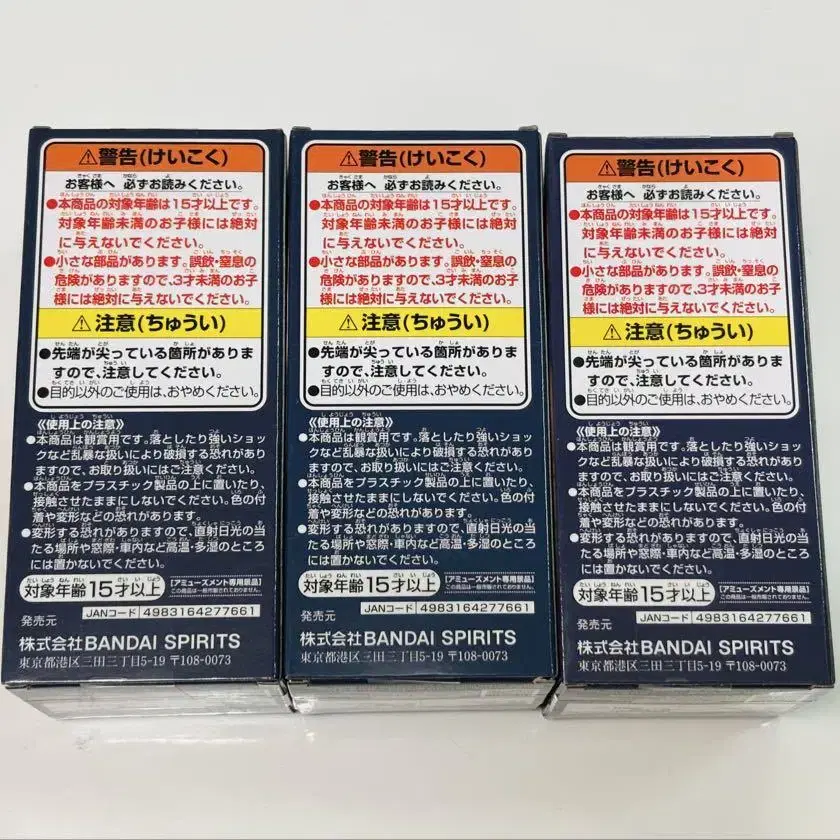 ⚠警告(けいこく)
お客様へ 必ずお読みください。
●本商品の対象年齢は15才以上です。
対象年齢未満のお子様には絶対
に与えないでください。
●小さな部品があります。誤飲・窒息の
危険がありますので、3才未満のお子
様には絶対に与えないでください。
⚠注意(ちゅうい)
●先端が尖っている箇所がありま
すので、注意してください。
●目的以外のご使用は、おやめください。
《使用上の注意》
●本商品は観賞用です。落としたり強いショッ
クなど乱暴な扱いにより破損する恐れがあり
ますので、お取り扱いにはご注意ください。
●本商品をプラスチック製品の上に置いたり、
接触させたままにしないでください。色の付
着や変形などの恐れがあります。
●変形する恐れがありますので、直射日光の当
たる場所や窓際・車内など高温・多湿のところ
には置かないでください。
対象年齢15才以上
【アミューズメント専用景品】
この商品は一般市販されておりません。
JANコード 4983164277661
発売元
株式会社BANDAI SPIRITS
東京都港区三田三丁目5-19 〒108-0073
⚠警告(けいこく)
お客様へ 必ずお読みください。
●本商品の対象年齢は15才以上です。
対象年齢未満のお子様には絶対
に与えないでください。
●小さな部品があります。誤飲・窒息の
危険がありますので、3才未満のお子
様には絶対に与えないでください。
⚠注意(ちゅうい)
●先端が尖っている箇所がありま
すので、注意してください。
●目的以外のご使用は、おやめください。
《使用上の注意》
●本商品は観賞用です。落としたり強いショッ
クなど乱暴な扱いにより破損する恐れがあり
ますので、お取り扱いにはご注意ください。
●本商品をプラスチック製品の上に置いたり、
接触させたままにしないでください。色の付
着や変形などの恐れがあります。
●変形する恐れがありますので、直射日光の当
たる場所や窓際・車内など高温・多湿のところ
には置かないでください。
対象年齢15才以上
【アミューズメント専用景品】
この商品は一般市販されておりません。
JANコード 4983164277661
発売元
株式会社BANDAI SPIRITS
東京都港区三田三丁目5-19 〒108-0073
⚠警告(けいこく)
お客様へ 必ずお読みください。
●本商品の対象年齢は15才以上です。
対象年齢未満のお子様には絶対
に与えないでください。
●小さな部品があります。誤飲・窒息の
危険がありますので、3才未満のお子
様には絶対に与えないでください。
⚠注意(ちゅうい)
●先端が尖っている箇所がありま
すので、注意してください。
●目的以外のご使用は、おやめください。
《使用上の注意》
●本商品は観賞用です。落としたり強いショッ
クなど乱暴な扱いにより破損する恐れがあり
ますので、お取り扱いにはご注意ください。
●本商品をプラスチック製品の上に置いたり、
接触させたままにしないでください。色の付
着や変形などの恐れがあります。
●変形する恐れがありますので、直射日光の当
たる場所や窓際・車内など高温・多湿のところ
には置かないでください。
対象年齢15才以上
【アミューズメント専用景品】
この商品は一般市販されておりません。
JANコード 4983164277661
発売元
株式会社BANDAI SPIRITS
東京都港区三田三丁目5-19 〒108-0073